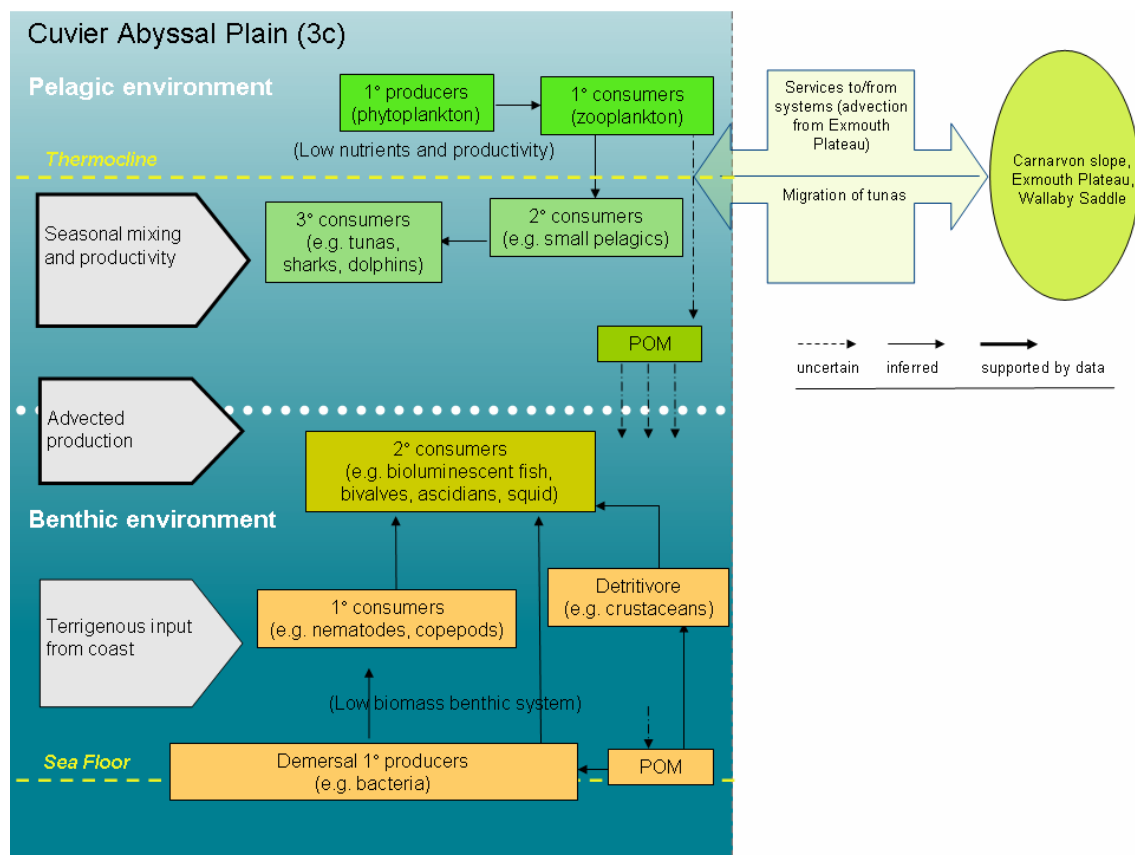 Cuvier Abyssal Plain (3c)
Pelagic environment
1° producers
(phytoplankton)
1° consumers
(zooplankton)
(Low nutrients and productivity)
Thermocline
Seasonal mixing
and productivity
3° consumers
(e.g. tunas,
sharks, dolphins)
2° consumers
(e.g. small pelagics)
POM
Services to/from
systems (advection
from Exmouth
Plateau)
Migration of tunas
Carnarvon slope,
Exmouth Plateau,
Wallaby Saddle
uncertain
inferred
supported by data
Advected
production
2° consumers
(e.g. bioluminescent fish,
bivalves, ascidians, squid)
Benthic environment
Terrigenous input
from coast
1° consumers
(e.g. nematodes, copepods)
Detritivore
(e.g. crustaceans)
(Low biomass benthic system)
Sea Floor
Demersal 1° producers
(e.g. bacteria)
POM